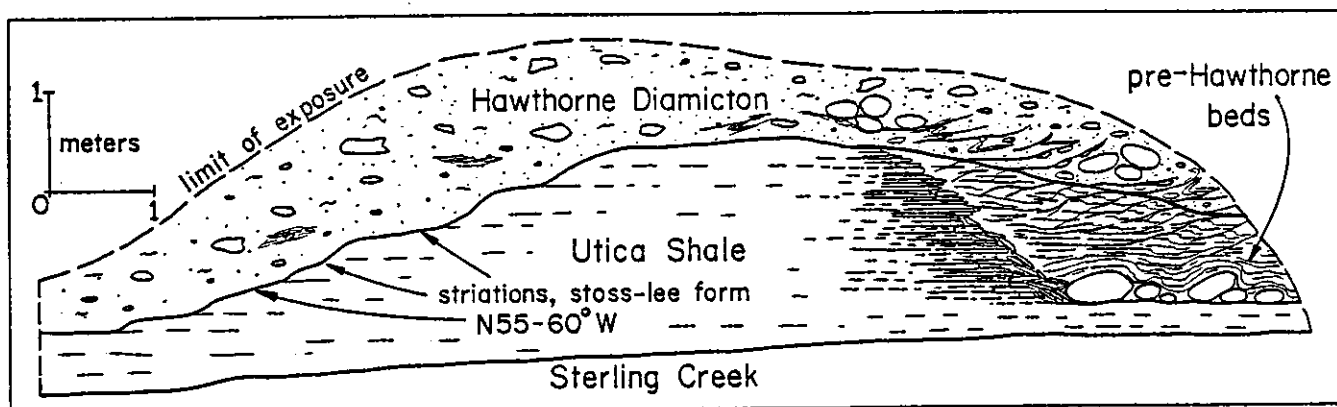 1
meters
0
1
limit of exposure
Hawthorne Diamicton
pre-Hawthorne
beds
Utica Shale
striations, stoss-lee form
N55-60°W
Sterling Creek